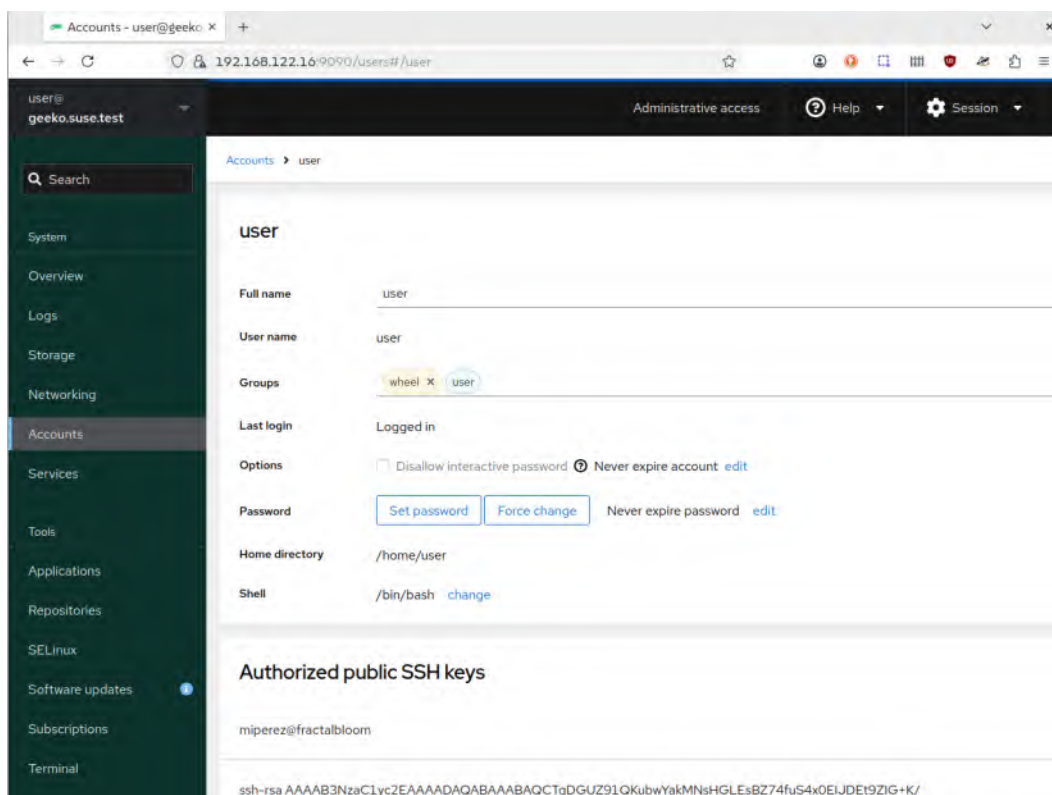 Accounts - user@geeko × +
192.168.122.16:9090/users#/user
user@
geeko.suse.test
Administrative access
Help
Session
Accounts > user
Search
System
Overview
Logs
Storage
Networking
Accounts
Services
Tools
Applications
Repositories
SELinux
Software updates
Subscriptions
Terminal
user
Full name user
User name user
Groups wheel × user
Last login Logged in
Options Disallow interactive password Never expire account edit
Password Set password Force change Never expire password edit
Home directory /home/user
Shell /bin/bash change
Authorized public SSH keys
miperez@fractalbloom
ssh-rsa